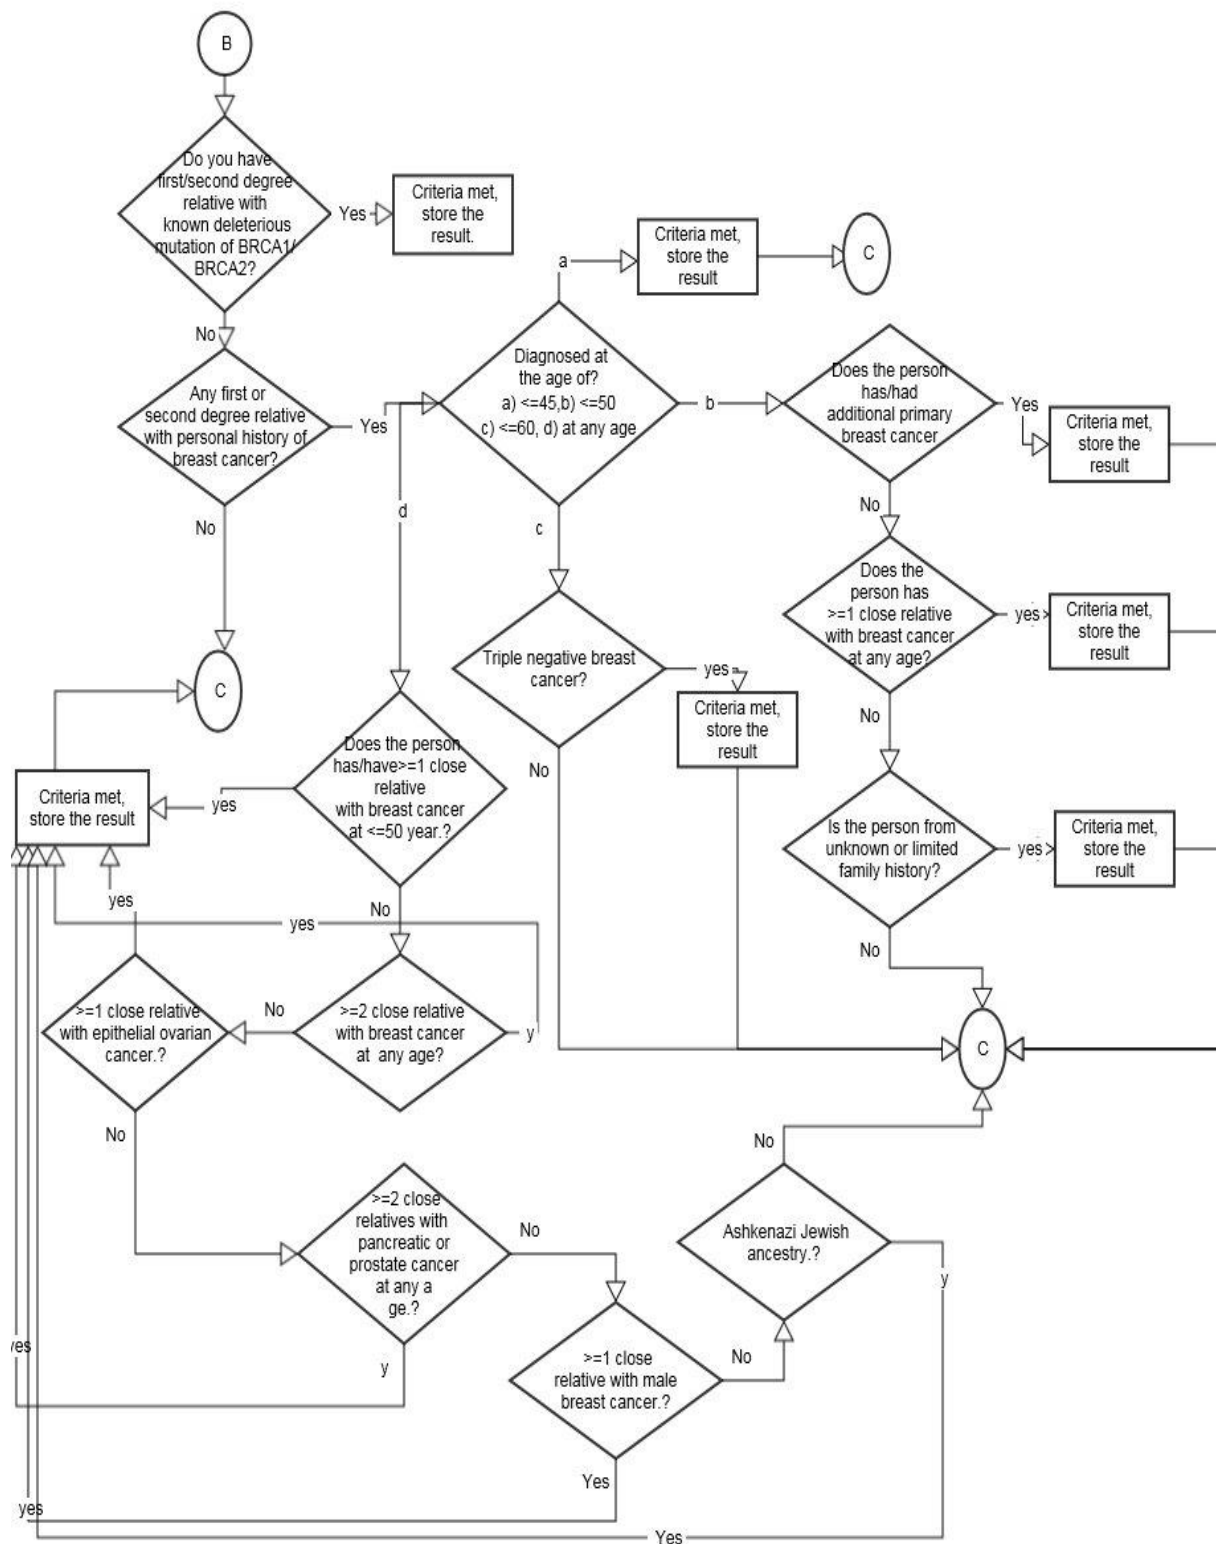 B
Do you have
first/second degree
relative with
known deleterious
mutation of BRCA1/
BRCA2?
Yes
Criteria met,
store the
result.
No
Any first or
second degree relative
with personal history of
breast cancer?
Yes
No
C
Diagnosed at
the age of?
a) <=45,b) <=50
c) <=60, d) at any age
a
Criteria met,
store the
result
C
b
Does the person
has/had
additional primary
breast cancer
Yes
Criteria met,
store the
result
No
Does the
person has
>=1 close relative
with breast cancer
at any age?
yes
Criteria met,
store the
result
No
Is the person from
unknown or limited
family history?
yes
Criteria met,
store the
result
No
C
c
Triple negative breast
cancer?
yes
Criteria met,
store the
result
No
d
Does the person
has/have>=1 close
relative
with breast cancer
at <=50 year.?
yes
Criteria met,
store the result
No
>=2 close relative
with breast cancer
at any age?
y
yes
No
>=1 close relative
with epithelial ovarian
cancer.?
yes
No
>=2 close
relatives with
pancreatic or
prostate cancer
at any a
ge.?
y
yes
No
>=1 close
relative with male
breast cancer.?
Yes
yes
No
Ashkenazi Jewish
ancestry.?
No
y
Yes